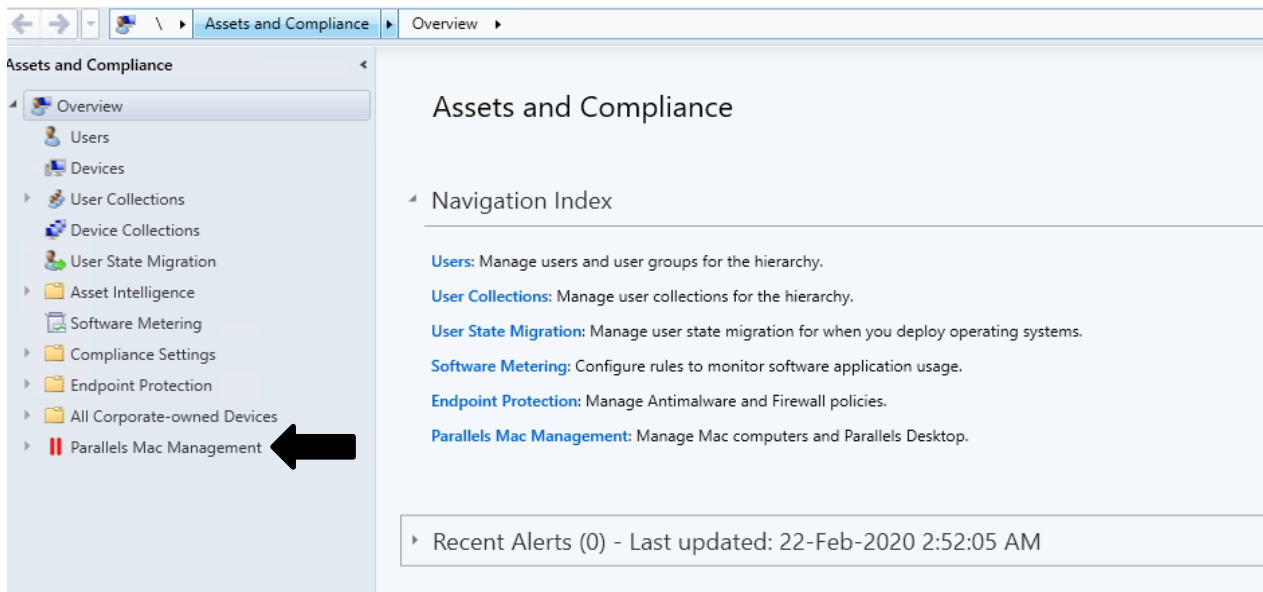 \ Assets and Compliance Overview
Assets and Compliance
Overview
Users
Devices
User Collections
Device Collections
User State Migration
Asset Intelligence
Software Metering
Compliance Settings
Endpoint Protection
All Corporate-owned Devices
Parallels Mac Management
Assets and Compliance
Navigation Index
Users: Manage users and user groups for the hierarchy.
User Collections: Manage user collections for the hierarchy.
User State Migration: Manage user state migration for when you deploy operating systems.
Software Metering: Configure rules to monitor software application usage.
Endpoint Protection: Manage Antimalware and Firewall policies.
Parallels Mac Management: Manage Mac computers and Parallels Desktop.
Recent Alerts (0) - Last updated: 22-Feb-2020 2:52:05 AM